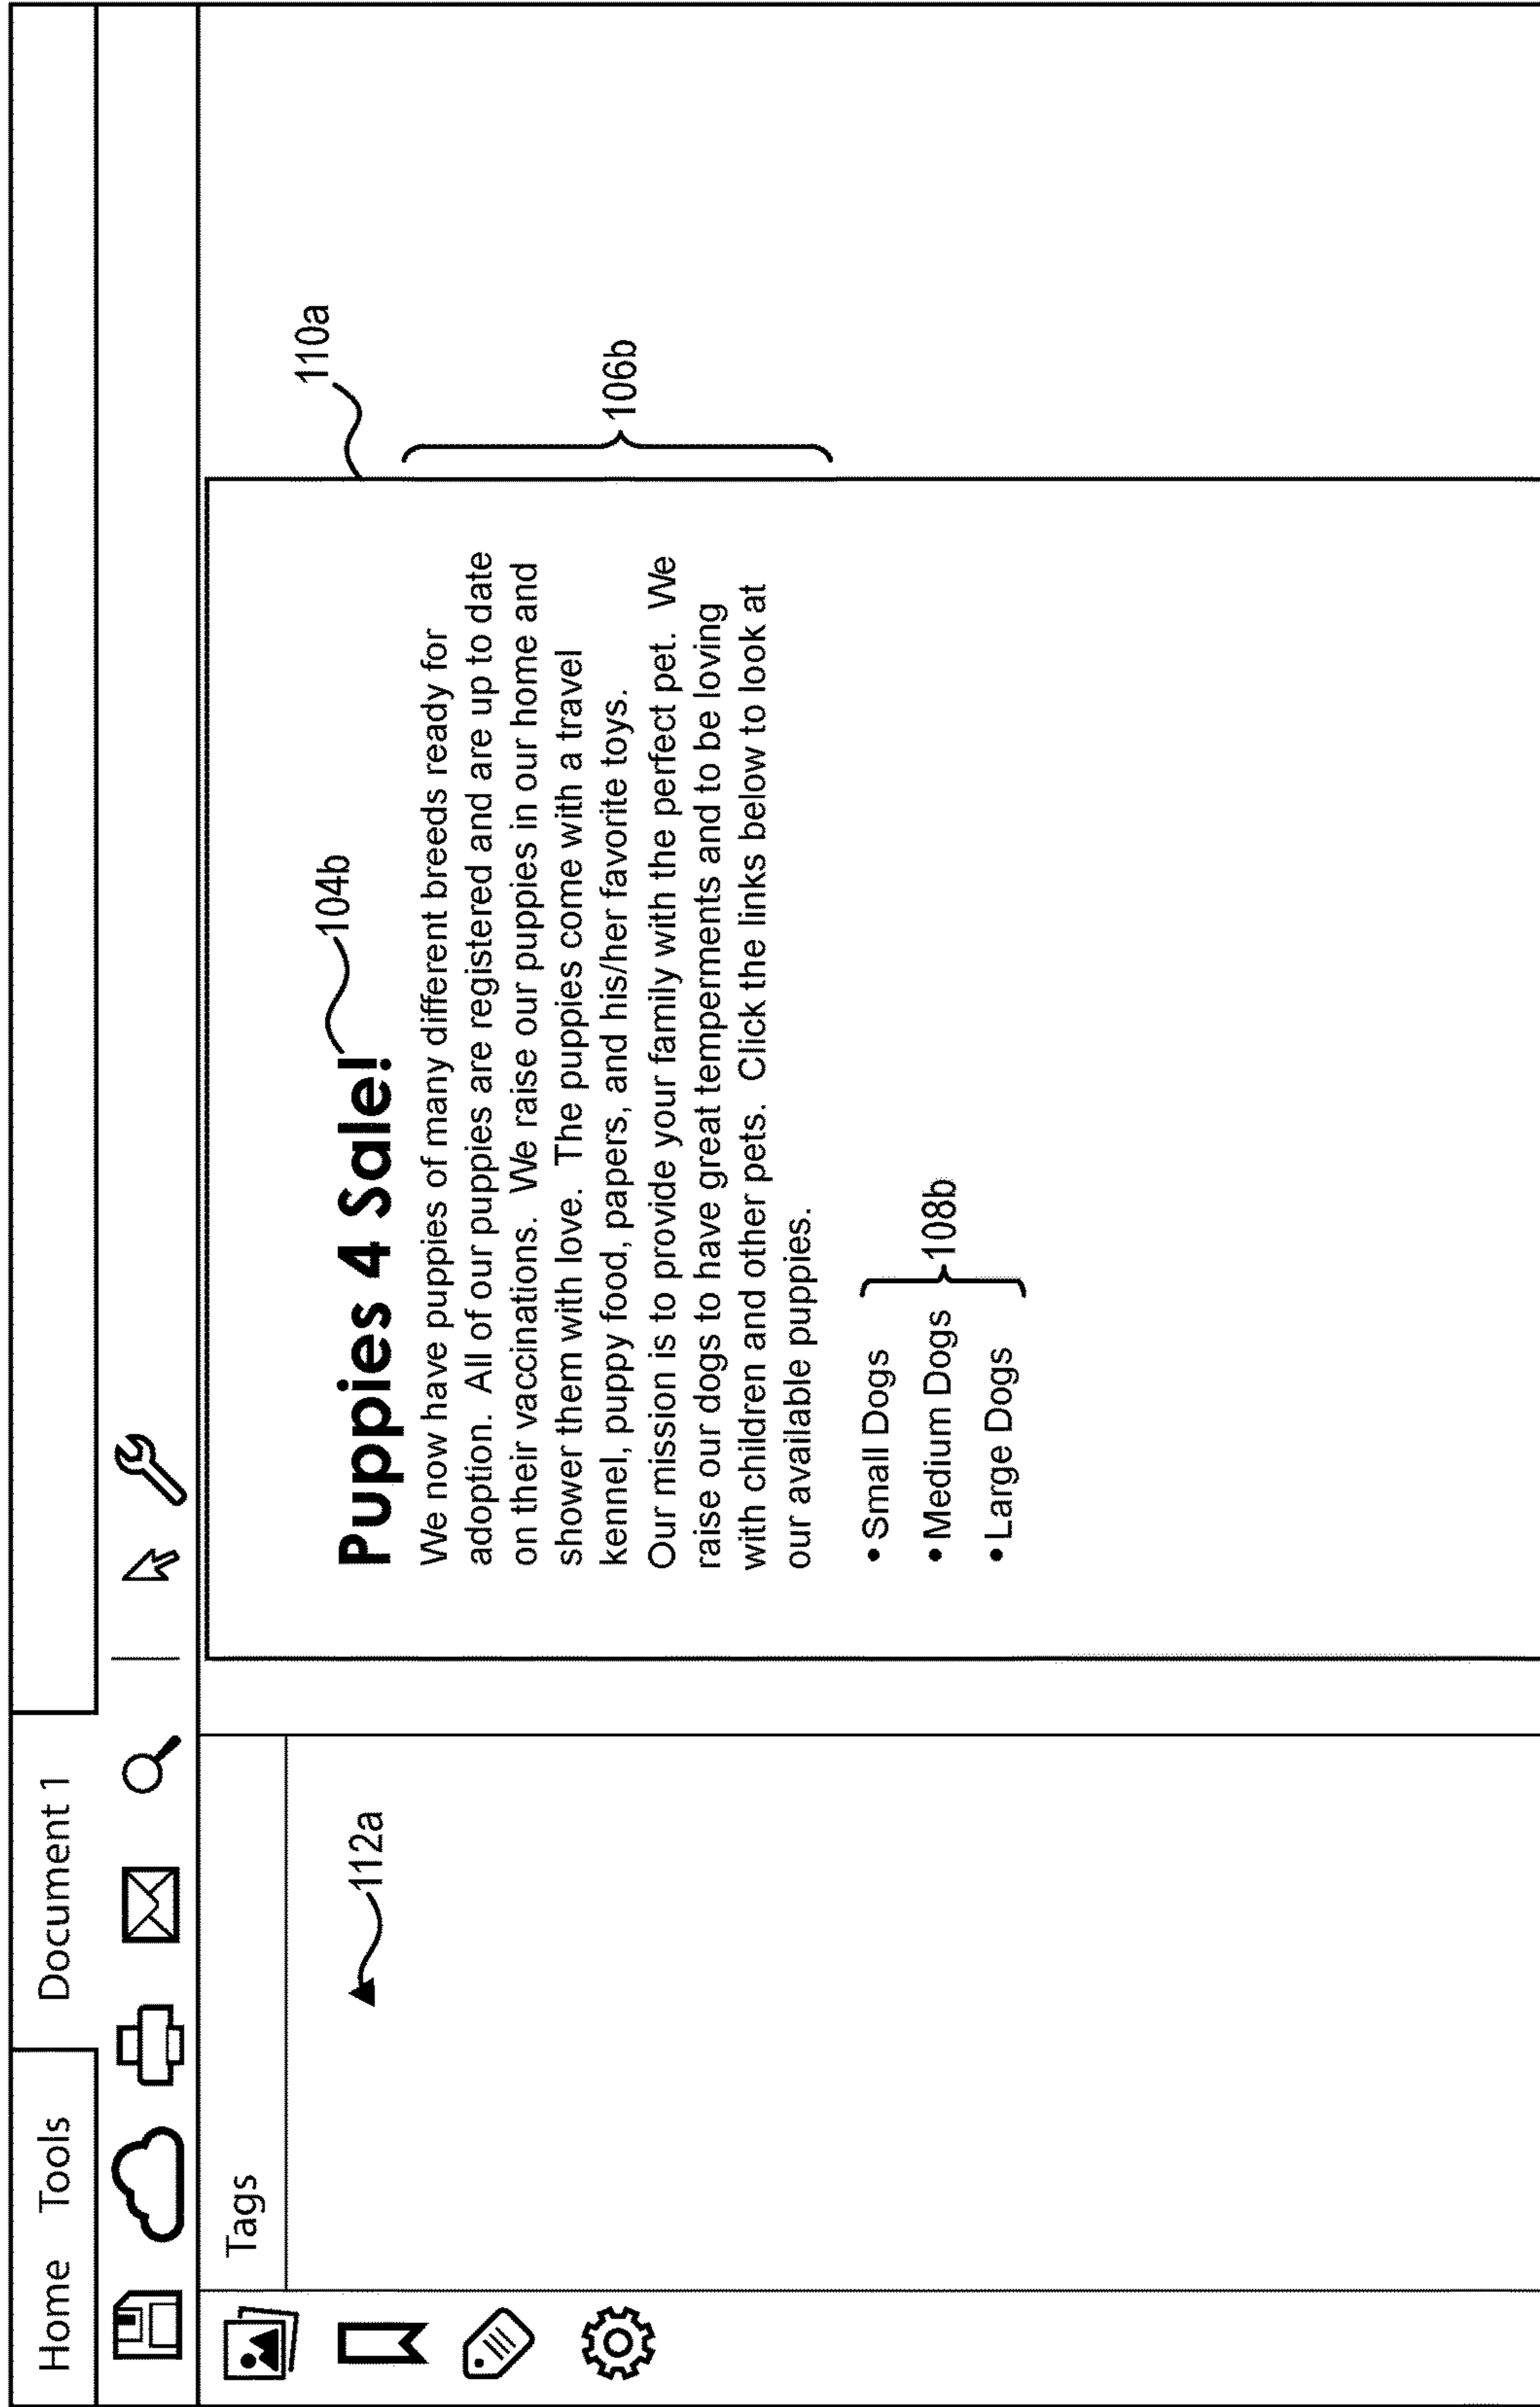 Home Tools Document 1
Tags
112a
110a
Puppies 4 Sale!
104b
We now have puppies of many different breeds ready for
adoption. All of our puppies are registered and are up to date
on their vaccinations. We raise our puppies in our home and
shower them with love. The puppies come with a travel
kennel, puppy food, papers, and his/her favorite toys.
Our mission is to provide your family with the perfect pet. We
raise our dogs to have great temperments and to be loving
with children and other pets. Click the links below to look at
our available puppies.
106b
• Small Dogs
• Medium Dogs
• Large Dogs
108b